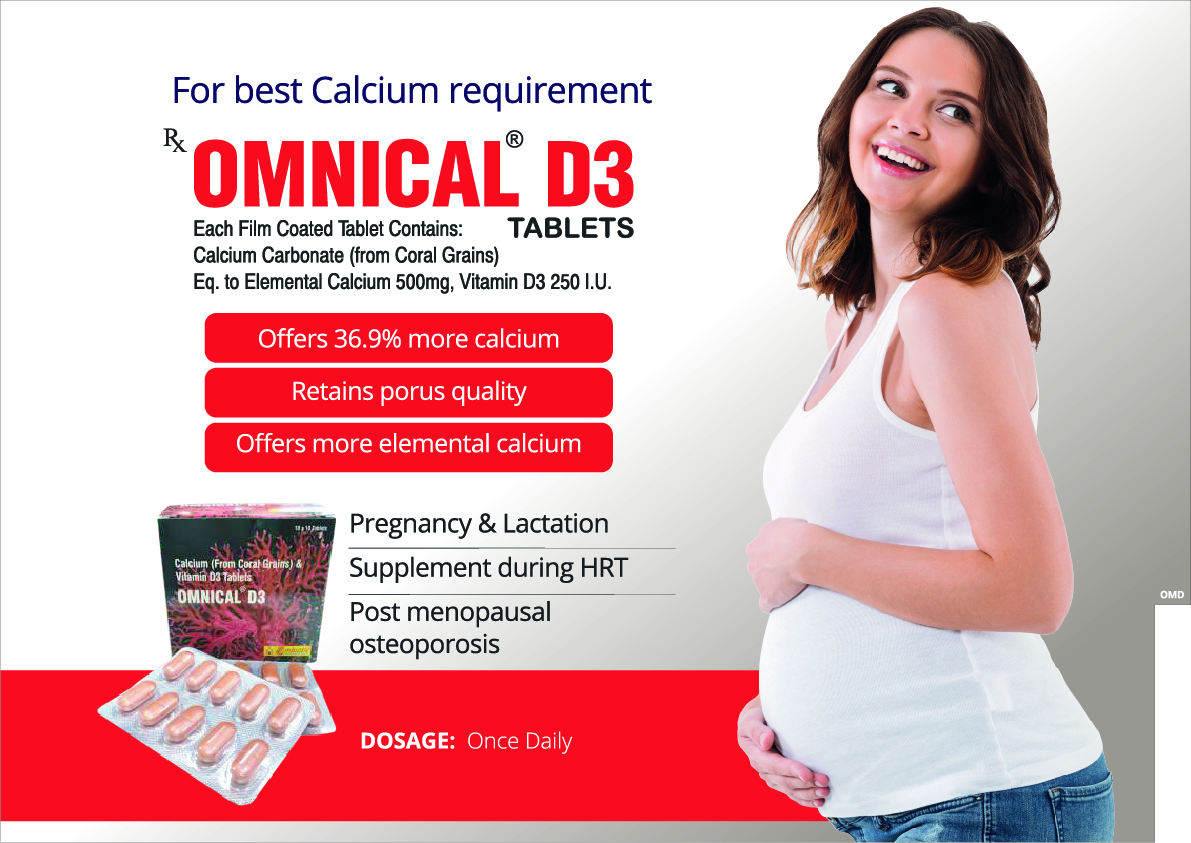 For best Calcium requirement
Rx OMNICAL® D3
TABLETS
Each Film Coated Tablet Contains:
Calcium Carbonate (from Coral Grains)
Eq. to Elemental Calcium 500mg, Vitamin D3 250 I.U.
Offers 36.9% more calcium
Retains porus quality
Offers more elemental calcium
10 x 10 Tablets
Calcium (From Coral Grains) &
Vitamin D3 Tablets
OMNICAL® D3
Pregnancy & Lactation
Supplement during HRT
Post menopausal
osteoporosis
DOSAGE: Once Daily
OMD